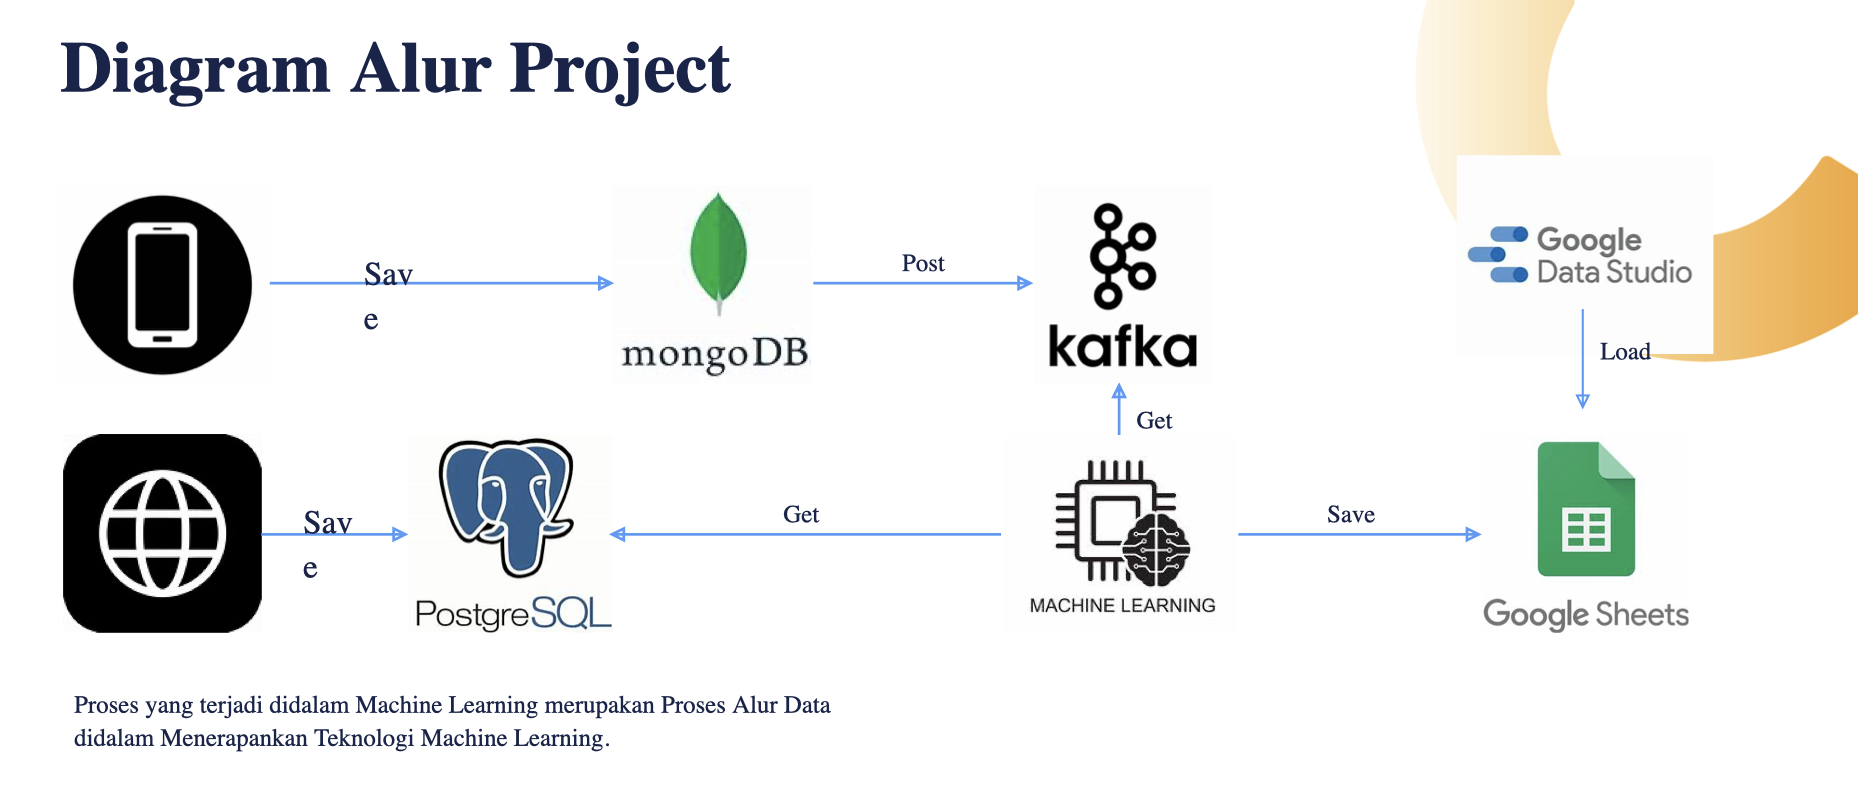 Diagram Alur Project
Sav
e
mongoDB
Post
kafka
Google
Data Studio
Load
Get
Sav
e
PostgreSQL
Get
MACHINE LEARNING
Save
Google Sheets
Proses yang terjadi didalam Machine Learning merupakan Proses Alur Data
didalam Menerapankan Teknologi Machine Learning.